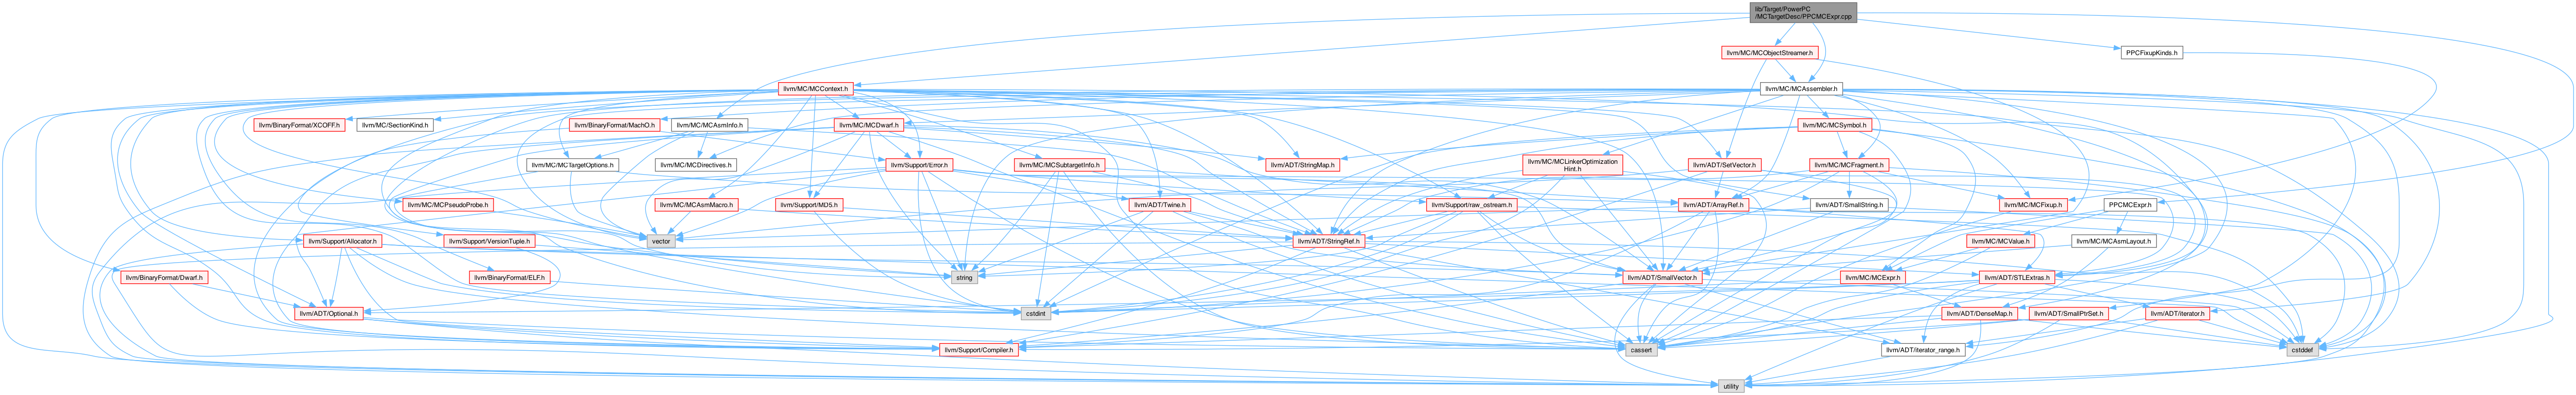 lib/Target/PowerPC
/MCTargetDesc/PPCMCExpr.cpp
llvm/MC/MCObjectStreamer.h
PPCFixupKinds.h
llvm/MC/MCContext.h
llvm/MC/MCAssembler.h
llvm/BinaryFormat/XCOFF.h
llvm/MC/SectionKind.h
llvm/BinaryFormat/MachO.h
llvm/MC/MCAsmInfo.h
llvm/MC/MCDwarf.h
llvm/MC/MCSymbol.h
llvm/MC/MCTargetOptions.h
llvm/MC/MCDirectives.h
llvm/Support/Error.h
llvm/MC/MCSubtargetInfo.h
llvm/ADT/StringMap.h
llvm/MC/MCLinkerOptimization
Hint.h
llvm/ADT/SetVector.h
llvm/MC/MCFragment.h
llvm/MC/MCPseudoProbe.h
llvm/MC/MCAsmMacro.h
llvm/Support/MD5.h
llvm/ADT/Twine.h
llvm/Support/raw_ostream.h
llvm/ADT/ArrayRef.h
llvm/ADT/SmallString.h
llvm/MC/MCFixup.h
PPCMCExpr.h
llvm/Support/Allocator.h
llvm/Support/VersionTuple.h
vector
llvm/ADT/StringRef.h
llvm/MC/MCValue.h
llvm/MC/MCAsmLayout.h
llvm/BinaryFormat/Dwarf.h
llvm/BinaryFormat/ELF.h
string
llvm/ADT/SmallVector.h
llvm/MC/MCExpr.h
llvm/ADT/STLExtras.h
llvm/ADT/Optional.h
cstdint
llvm/ADT/DenseMap.h
llvm/ADT/SmallPtrSet.h
llvm/ADT/iterator.h
llvm/Support/Compiler.h
cassert
llvm/ADT/iterator_range.h
cstddef
utility